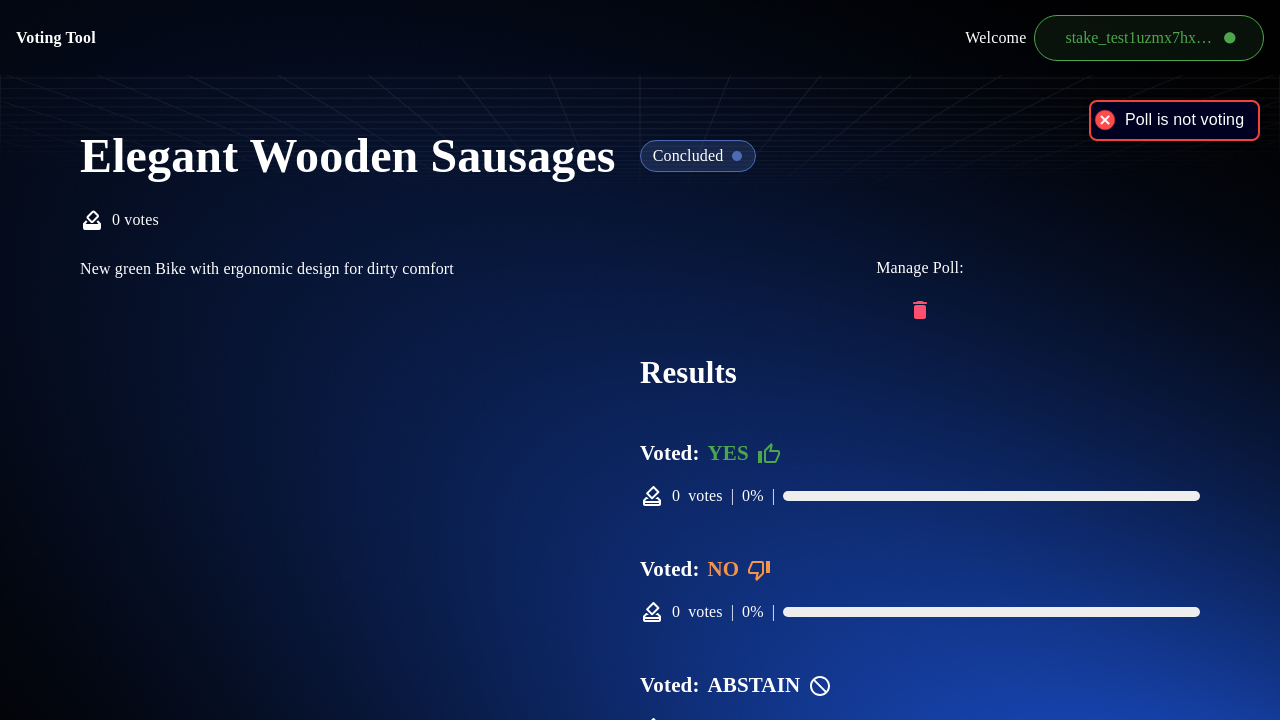 Voting Tool
Welcome
stake_test1uzmx7hx…
Poll is not voting
Elegant Wooden Sausages
Concluded
0 votes
New green Bike with ergonomic design for dirty comfort
Manage Poll:
Results
Voted: YES
0 votes | 0% |
Voted: NO
0 votes | 0% |
Voted: ABSTAIN